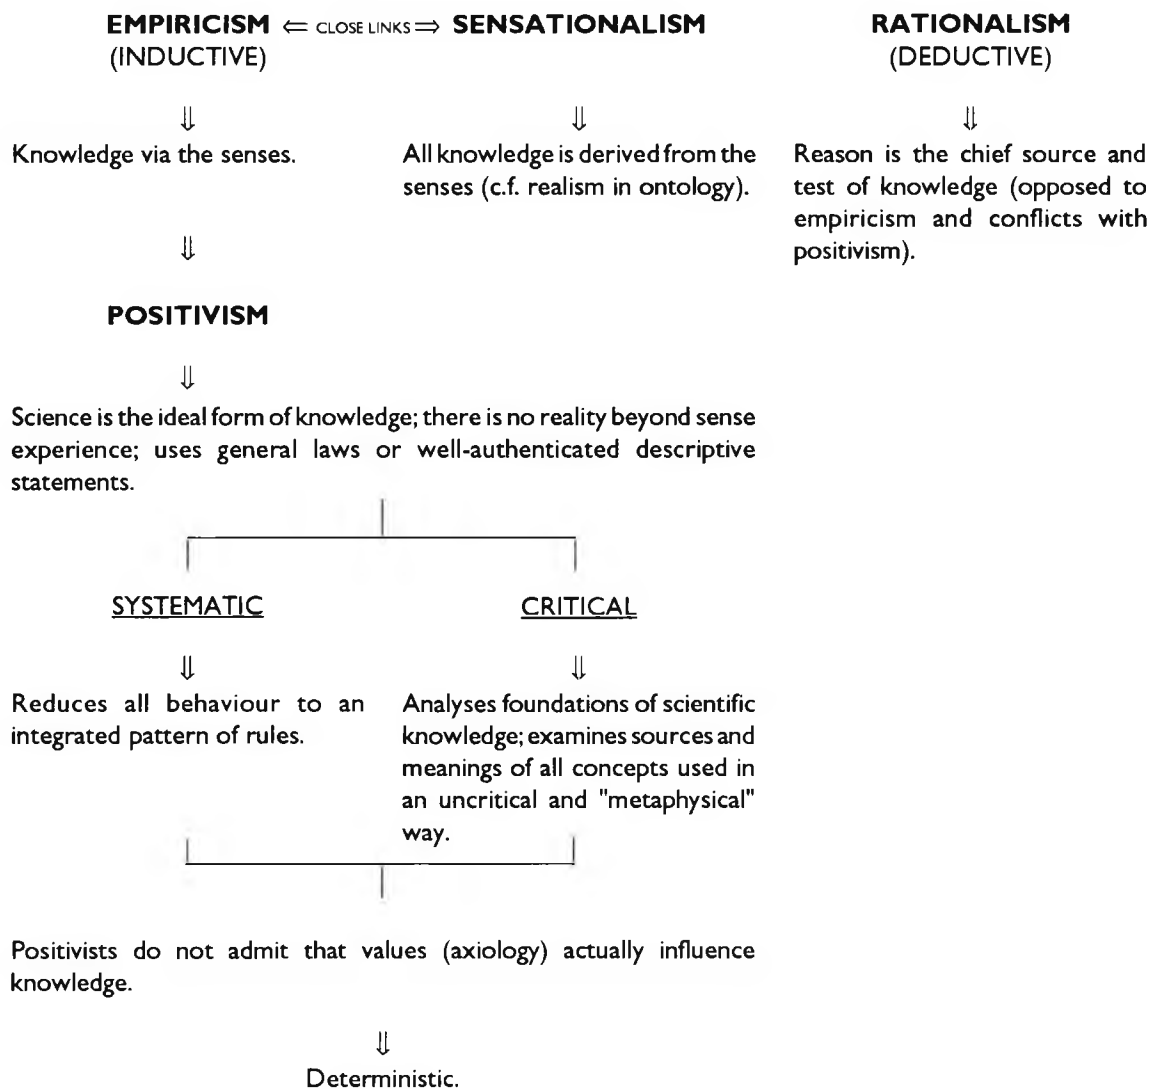 EMPIRICISM ⇐ CLOSE LINKS ⇒ SENSATIONALISM
(INDUCTIVE)
RATIONALISM
(DEDUCTIVE)
⇓
⇓
⇓
Knowledge via the senses.
All knowledge is derived from the
senses (c.f. realism in ontology).
Reason is the chief source and
test of knowledge (opposed to
empiricism and conflicts with
positivism).
⇓
POSITIVISM
⇓
Science is the ideal form of knowledge; there is no reality beyond sense
experience; uses general laws or well-authenticated descriptive
statements.
SYSTEMATIC
CRITICAL
⇓
⇓
Reduces all behaviour to an
integrated pattern of rules.
Analyses foundations of scientific
knowledge; examines sources and
meanings of all concepts used in
an uncritical and "metaphysical"
way.
Positivists do not admit that values (axiology) actually influence
knowledge.
⇓
Deterministic.